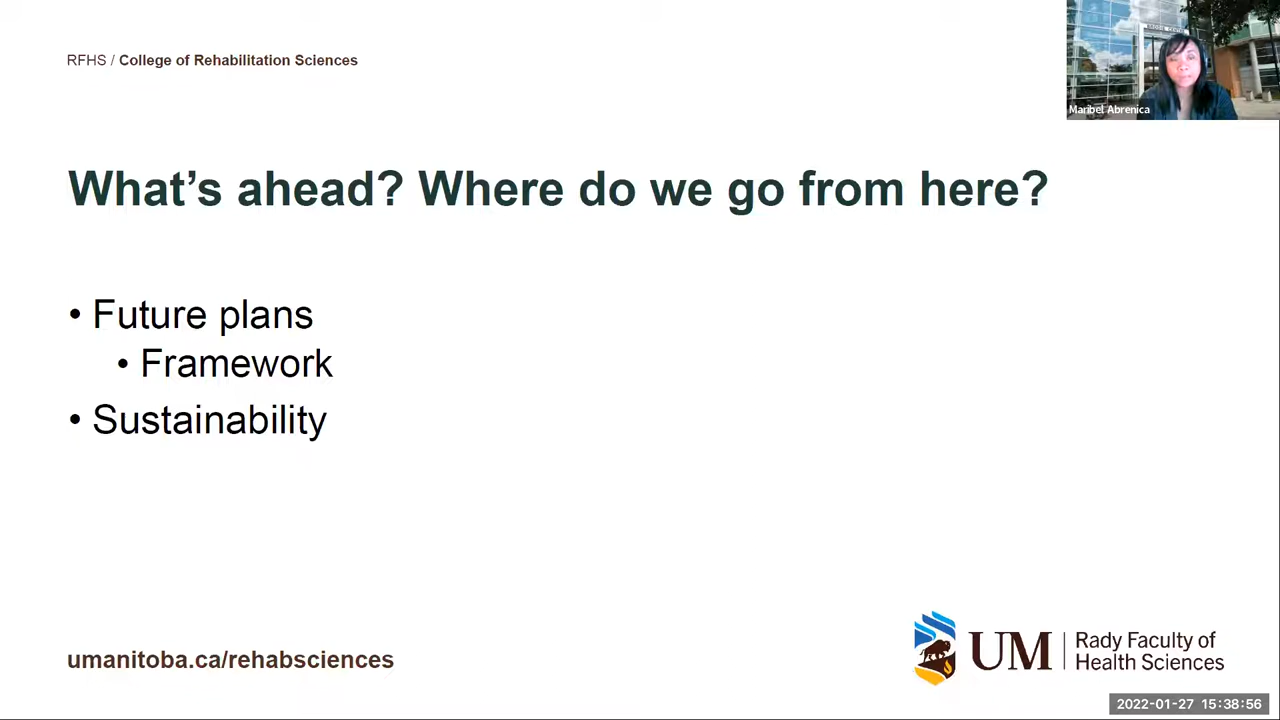 RFHS / College of Rehabilitation Sciences
Maribel Abrenica
What’s ahead? Where do we go from here?
• Future plans
• Framework
• Sustainability
umanitoba.ca/rehabsciences
UM
Rady Faculty of
Health Sciences
2022-01-27 15:38:56